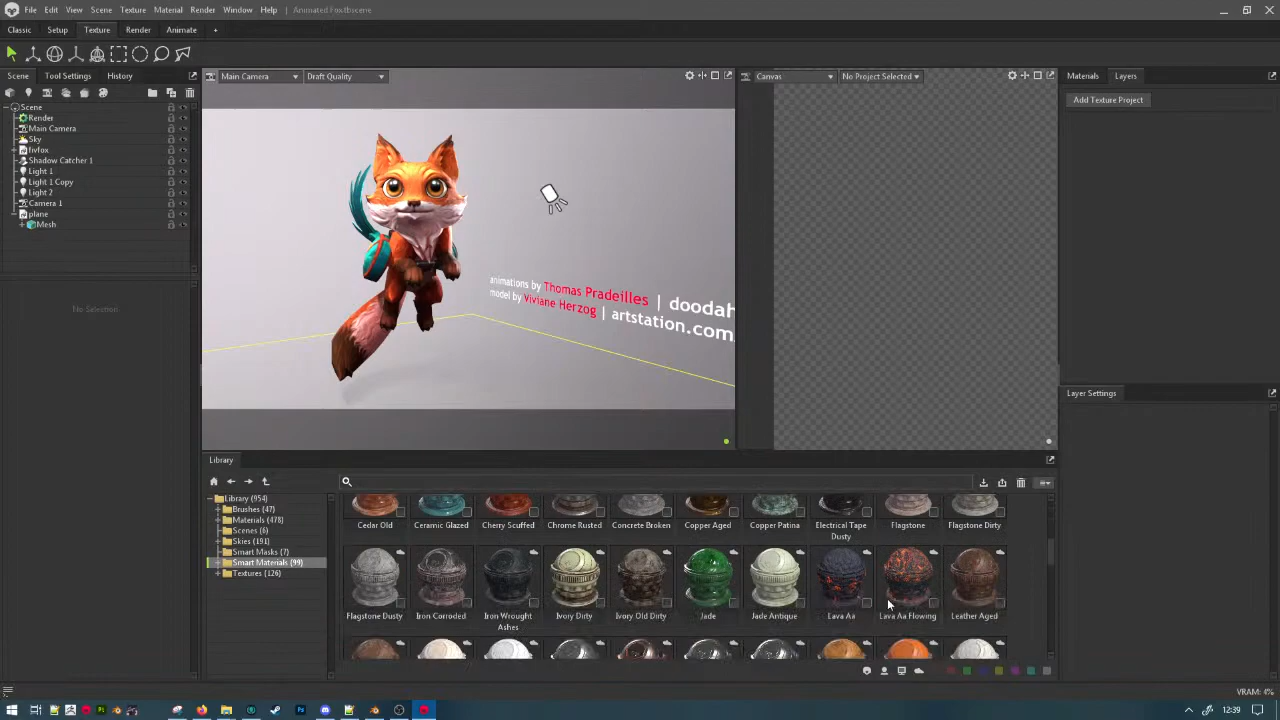 File Edit View Scene Texture Material Render Window Help Animated Fox.tbscene
Classic Setup Texture Render Animate +
Scene Tool Settings History
Main Camera Draft Quality
Canvas No Project Selected
Materials Layers
Add Texture Project
Scene
Render
Main Camera
Sky
fivfox
Shadow Catcher 1
Light 1
Light 1 Copy
Light 2
Camera 1
plane
Mesh
No Selection
animations by Thomas Pradeilles | doodah
model by Viviane Herzog | artstation.com
Layer Settings
Library
Library (954)
Brushes (47)
Materials (478)
Scenes (6)
Skies (191)
Smart Masks (7)
Smart Materials (99)
Textures (126)
Cedar Old Ceramic Glazed Cherry Scuffed Chrome Rusted Concrete Broken Copper Aged Copper Patina Electrical Tape Dusty Flagstone Flagstone Dirty
Flagstone Dusty Iron Corroded Iron Wrought Ashes Ivory Dirty Ivory Old Dirty Jade Jade Antique Lava Aa Lava Aa Flowing Leather Aged
VRAM: 4%
12:39